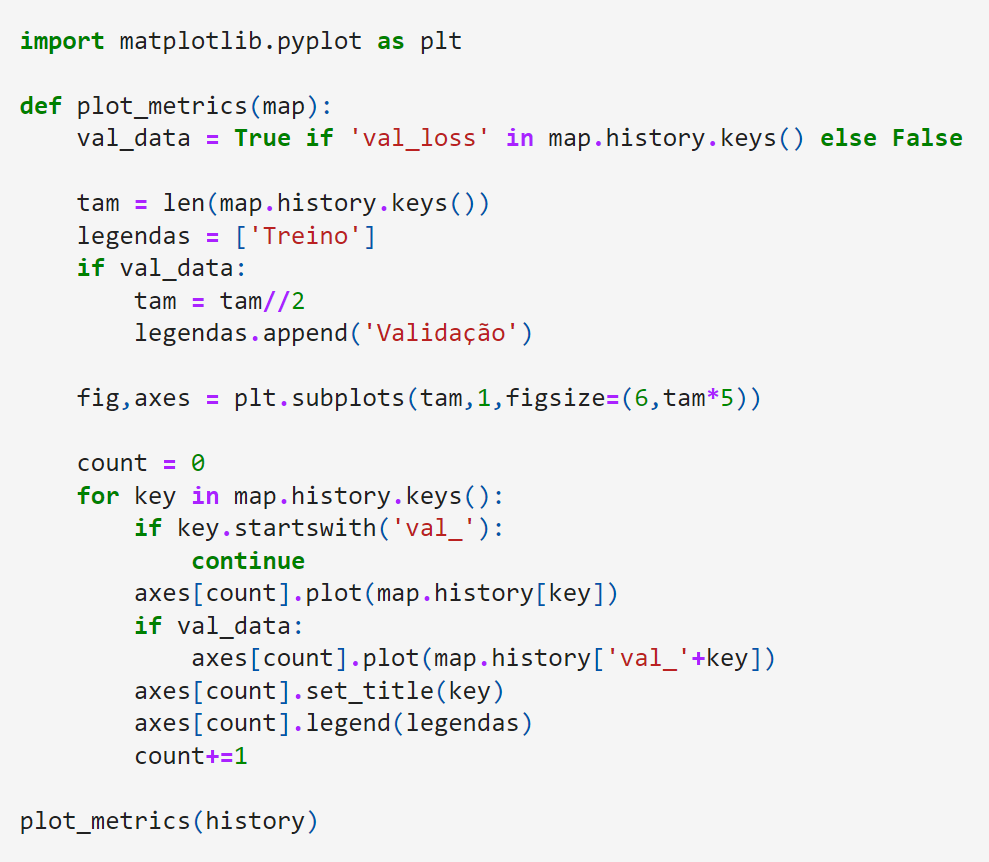 import matplotlib.pyplot as plt

def plot_metrics(map):
    val_data = True if 'val_loss' in map.history.keys() else False

    tam = len(map.history.keys())
    legendas = ['Treino']
    if val_data:
        tam = tam//2
        legendas.append('Validação')

    fig,axes = plt.subplots(tam,1,figsize=(6,tam*5))

    count = 0
    for key in map.history.keys():
        if key.startswith('val_'):
            continue
        axes[count].plot(map.history[key])
        if val_data:
            axes[count].plot(map.history['val_'+key])
        axes[count].set_title(key)
        axes[count].legend(legendas)
        count+=1

plot_metrics(history)